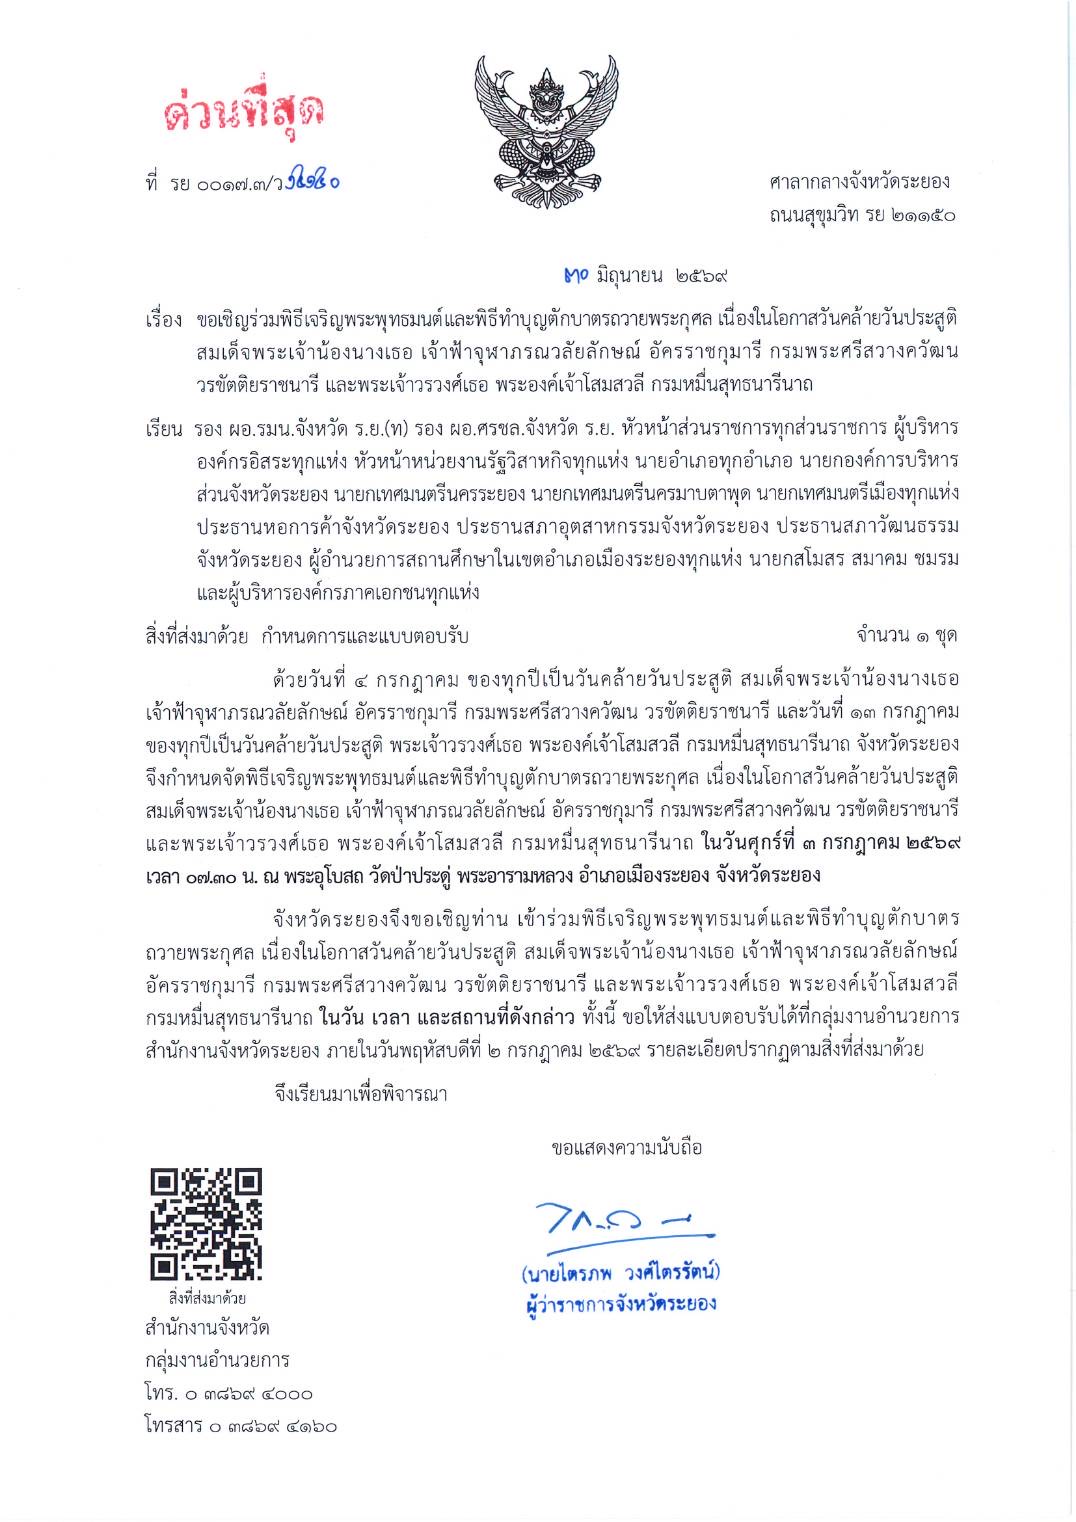 ด่วนที่สุด
ที่ รย ๐๐๑๗.๓/ว
ศาลากลางจังหวัดระยอง
ถนนสุขุมวิท รย ๒๑๑๕๐
๓๐ มิถุนายน ๒๕๖๙
เรื่อง ขอเชิญร่วมพิธีเจริญพระพุทธมนต์และพิธีทำบุญตักบาตรถวายพระกุศล เนื่องในโอกาสวันคล้ายวันประสูติ
สมเด็จพระเจ้าน้องนางเธอ เจ้าฟ้าจุฬาภรณวลัยลักษณ์ อัครราชกุมารี กรมพระศรีสวางควัฒน
วรขัตติยราชนารี และพระเจ้าวรวงศ์เธอ พระองค์เจ้าโสมสวลี กรมหมื่นสุทธนารีนาถ
เรียน รอง ผอ.รมน.จังหวัด ร.ย.(ท) รอง ผอ.ศรชล.จังหวัด ร.ย. หัวหน้าส่วนราชการทุกส่วนราชการ ผู้บริหาร
องค์กรอิสระทุกแห่ง หัวหน้าหน่วยงานรัฐวิสาหกิจทุกแห่ง นายอำเภอทุกอำเภอ นายกองค์การบริหาร
ส่วนจังหวัดระยอง นายกเทศมนตรีนครระยอง นายกเทศมนตรีนครมาบตาพุด นายกเทศมนตรีเมืองทุกแห่ง
ประธานหอการค้าจังหวัดระยอง ประธานสภาอุตสาหกรรมจังหวัดระยอง ประธานสภาวัฒนธรรม
จังหวัดระยอง ผู้อำนวยการสถานศึกษาในเขตอำเภอเมืองระยองทุกแห่ง นายกสโมสร สมาคม ชมรม
และผู้บริหารองค์กรภาคเอกชนทุกแห่ง
สิ่งที่ส่งมาด้วย กำหนดการและแบบตอบรับ จำนวน ๑ ชุด
ด้วยวันที่ ๔ กรกฎาคม ของทุกปีเป็นวันคล้ายวันประสูติ สมเด็จพระเจ้าน้องนางเธอ
เจ้าฟ้าจุฬาภรณวลัยลักษณ์ อัครราชกุมารี กรมพระศรีสวางควัฒน วรขัตติยราชนารี และวันที่ ๑๓ กรกฎาคม
ของทุกปีเป็นวันคล้ายวันประสูติ พระเจ้าวรวงศ์เธอ พระองค์เจ้าโสมสวลี กรมหมื่นสุทธนารีนาถ จังหวัดระยอง
จึงกำหนดจัดพิธีเจริญพระพุทธมนต์และพิธีทำบุญตักบาตรถวายพระกุศล เนื่องในโอกาสวันคล้ายวันประสูติ
สมเด็จพระเจ้าน้องนางเธอ เจ้าฟ้าจุฬาภรณวลัยลักษณ์ อัครราชกุมารี กรมพระศรีสวางควัฒน วรขัตติยราชนารี
และพระเจ้าวรวงศ์เธอ พระองค์เจ้าโสมสวลี กรมหมื่นสุทธนารีนาถ ในวันศุกร์ที่ ๓ กรกฎาคม ๒๕๖๙
เวลา ๐๗.๓๐ น. ณ พระอุโบสถ วัดป่าประดู่ พระอารามหลวง อำเภอเมืองระยอง จังหวัดระยอง
จังหวัดระยองจึงขอเชิญท่าน เข้าร่วมพิธีเจริญพระพุทธมนต์และพิธีทำบุญตักบาตร
ถวายพระกุศล เนื่องในโอกาสวันคล้ายวันประสูติ สมเด็จพระเจ้าน้องนางเธอ เจ้าฟ้าจุฬาภรณวลัยลักษณ์
อัครราชกุมารี กรมพระศรีสวางควัฒน วรขัตติยราชนารี และพระเจ้าวรวงศ์เธอ พระองค์เจ้าโสมสวลี
กรมหมื่นสุทธนารีนาถ ในวัน เวลา และสถานที่ดังกล่าว ทั้งนี้ ขอให้ส่งแบบตอบรับได้ที่กลุ่มงานอำนวยการ
สำนักงานจังหวัดระยอง ภายในวันพฤหัสบดีที่ ๒ กรกฎาคม ๒๕๖๙ รายละเอียดปรากฏตามสิ่งที่ส่งมาด้วย
จึงเรียนมาเพื่อพิจารณา
ขอแสดงความนับถือ
(นายไตรภพ วงศ์ไตรรัตน์)
ผู้ว่าราชการจังหวัดระยอง
สิ่งที่ส่งมาด้วย
สำนักงานจังหวัด
กลุ่มงานอำนวยการ
โทร. ๐ ๓๘๖๙ ๔๐๐๐
โทรสาร ๐ ๓๘๖๙ ๔๑๖๐